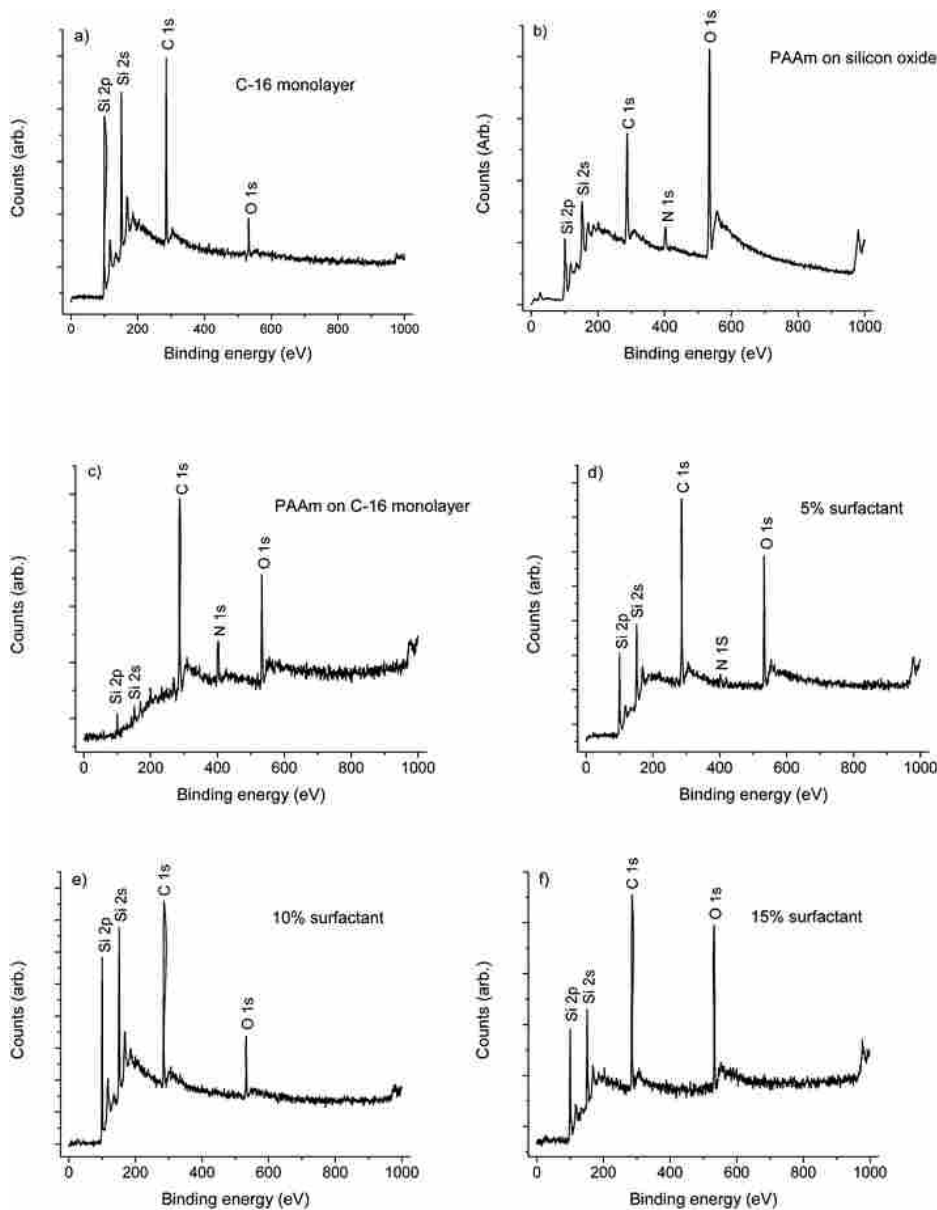 a)
C-16 monolayer
Si 2p
Si 2s
C 1s
O 1s
Counts (arb.)
0 200 400 600 800 1000
Binding energy (eV)
b)
PAAm on silicon oxide
Si 2p
Si 2s
C 1s
N 1s
O 1s
Counts (Arb.)
0 200 400 600 800 1000
Binding energy (eV)
c)
PAAm on C-16 monolayer
Si 2p
Si 2s
C 1s
N 1s
O 1s
Counts (arb.)
0 200 400 600 800 1000
Binding energy (eV)
d)
5% surfactant
Si 2p
Si 2s
C 1s
N 1S
O 1s
Counts (arb.)
0 200 400 600 800 1000
Binding energy (eV)
e)
10% surfactant
Si 2p
Si 2s
C 1s
O 1s
Counts (arb.)
0 200 400 600 800 1000
Binding energy (eV)
f)
15% surfactant
Si 2p
Si 2s
C 1s
O 1s
Counts (arb.)
0 200 400 600 800 1000
Binding energy (eV)